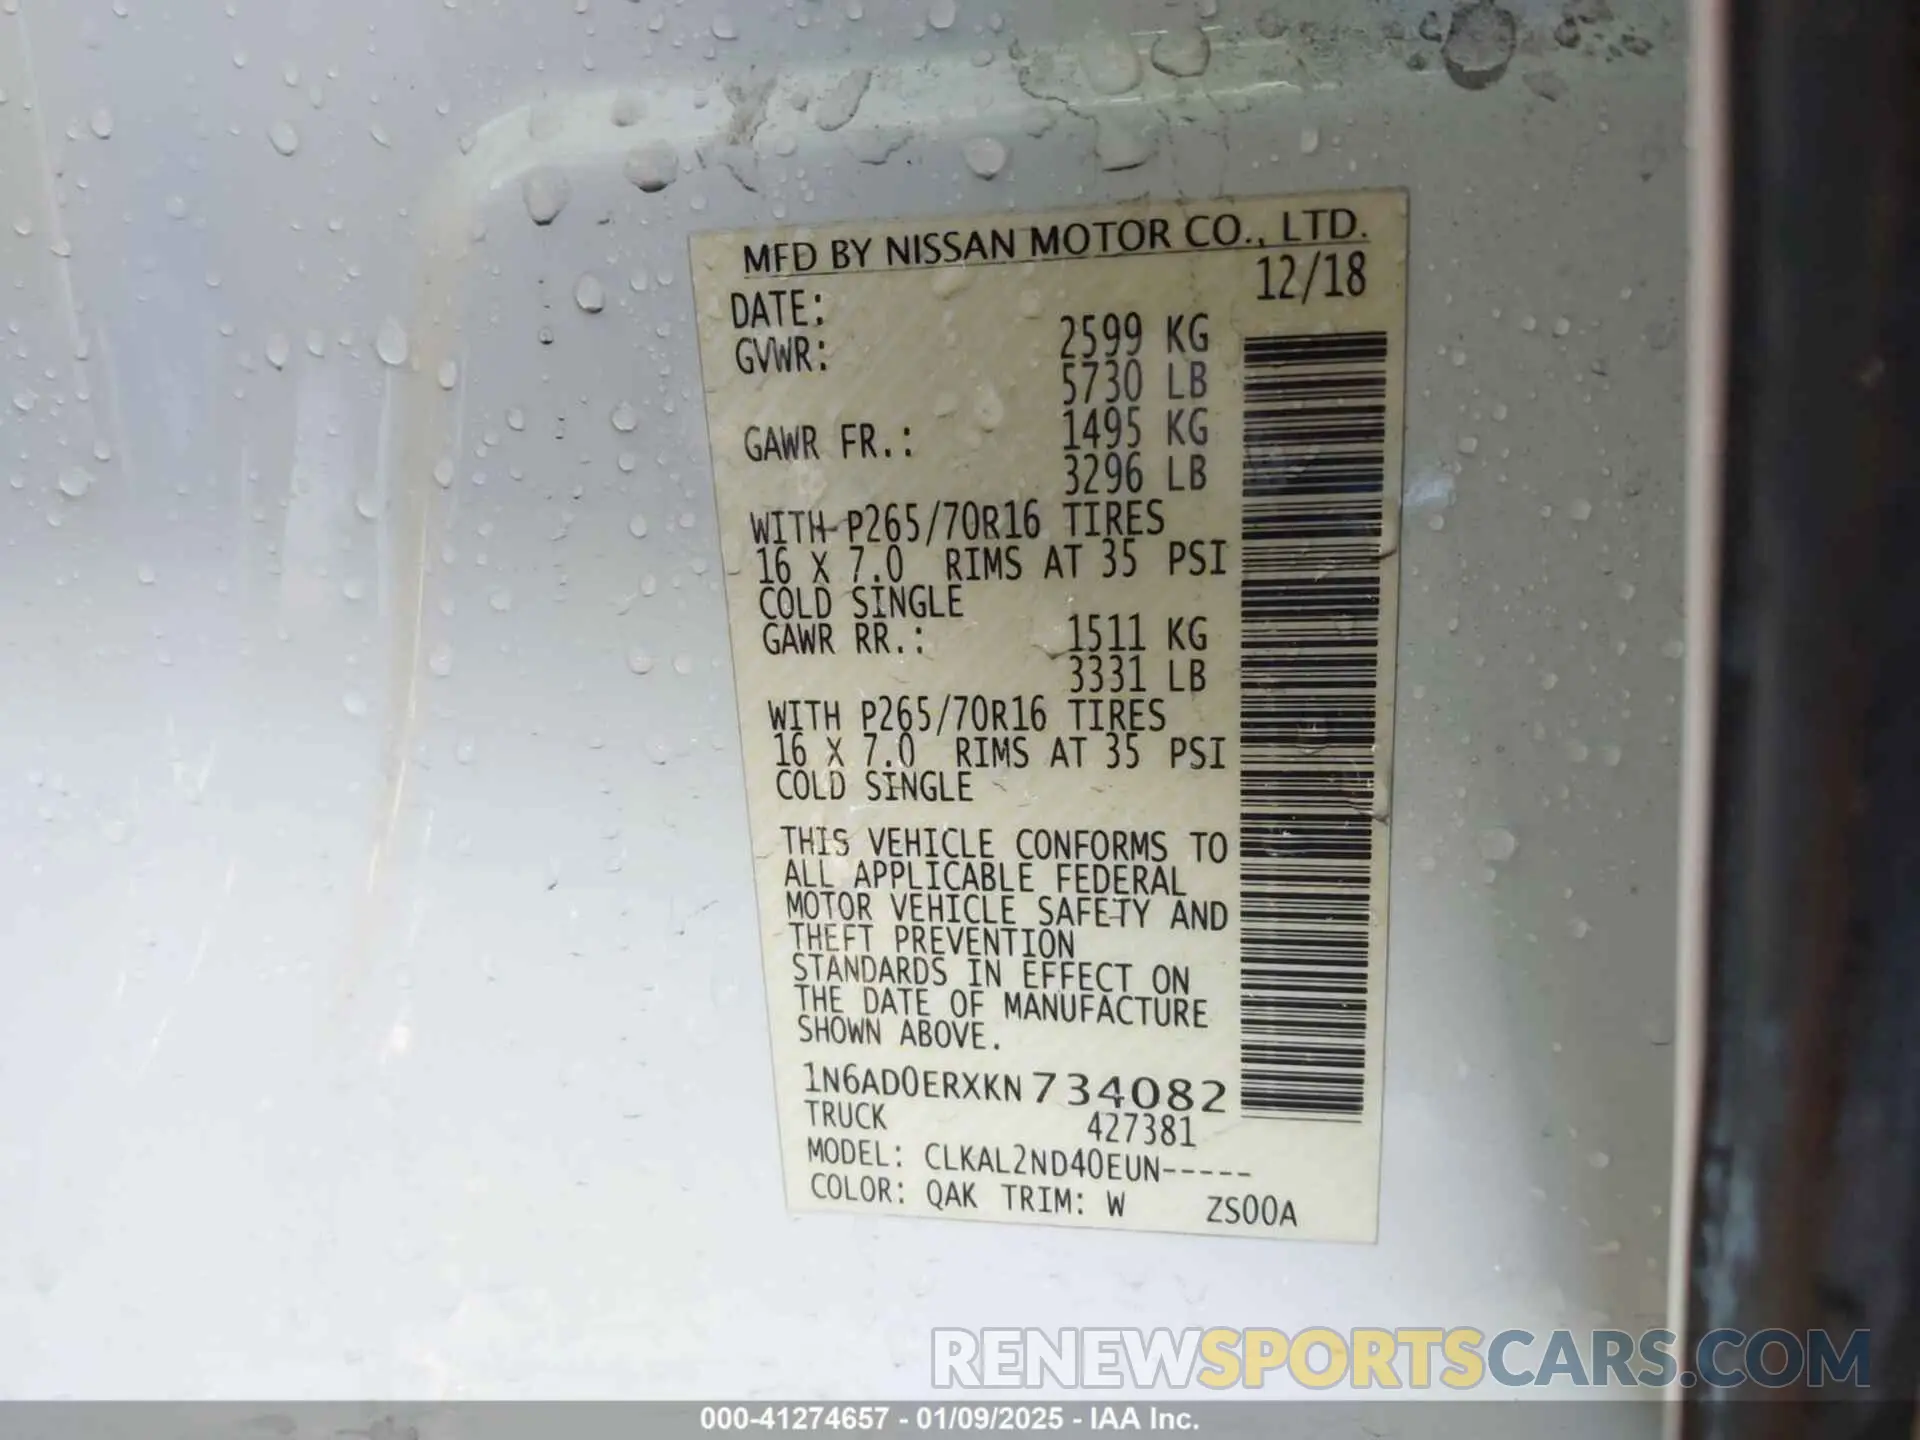 MFD BY NISSAN MOTOR CO., LTD.
DATE: 12/18
GVWR: 2599 KG
5730 LB
GAWR FR.: 1495 KG
3296 LB
WITH P265/70R16 TIRES
16 X 7.0 RIMS AT 35 PSI
COLD SINGLE
GAWR RR.: 1511 KG
3331 LB
WITH P265/70R16 TIRES
16 X 7.0 RIMS AT 35 PSI
COLD SINGLE
THIS VEHICLE CONFORMS TO
ALL APPLICABLE FEDERAL
MOTOR VEHICLE SAFETY AND
THEFT PREVENTION
STANDARDS IN EFFECT ON
THE DATE OF MANUFACTURE
SHOWN ABOVE.
1N6AD0ERXKN734082
TRUCK 427381
MODEL: CLKAL2ND40EUN-----
COLOR: QAK TRIM: W ZS00A
RENEWSPORTSCARS.COM
000-41274657 - 01/09/2025 - IAA Inc.